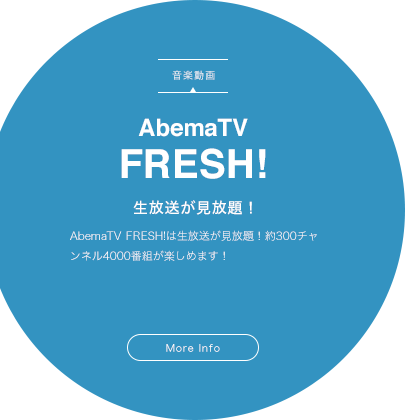 音楽動画
AbemaTV
FRESH!
生放送が見放題！
AbemaTV FRESH!は生放送が見放題！約300チャ
ンネル4000番組が楽しめます！
More Info